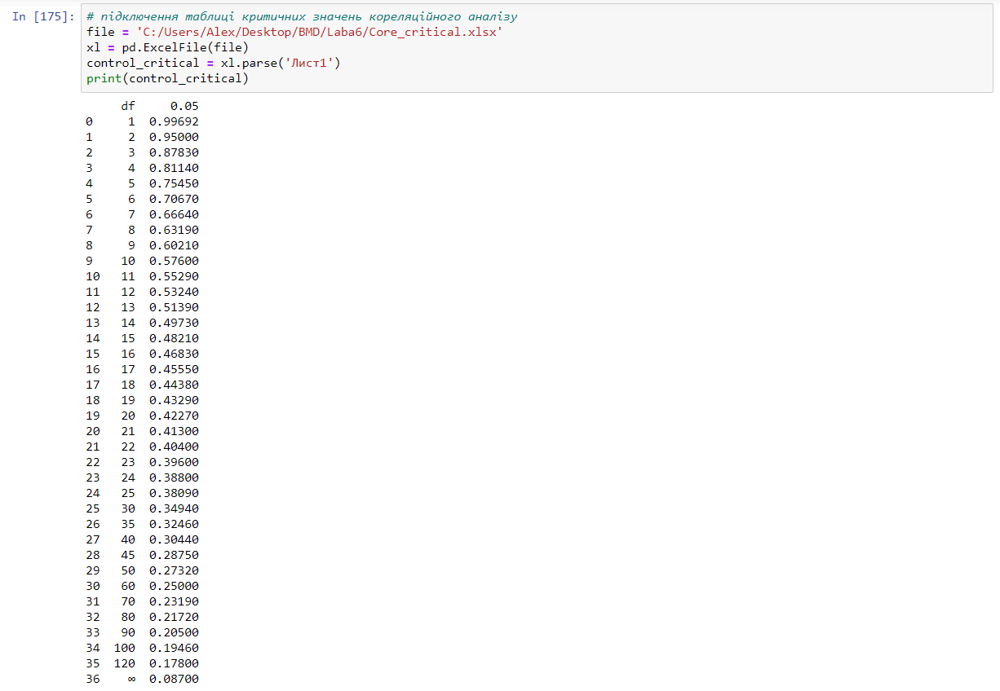 In [175]: # підключення таблиці критичних значень кореляційного аналізу
file = 'C:/Users/Alex/Desktop/BMD/Laba6/Core_critical.xlsx'
xl = pd.ExcelFile(file)
control_critical = xl.parse('Лист1')
print(control_critical)
df 0.05
0 1 0.99692
1 2 0.95000
2 3 0.87830
3 4 0.81140
4 5 0.75450
5 6 0.70670
6 7 0.66640
7 8 0.63190
8 9 0.60210
9 10 0.57600
10 11 0.55290
11 12 0.53240
12 13 0.51390
13 14 0.49730
14 15 0.48210
15 16 0.46830
16 17 0.45550
17 18 0.44380
18 19 0.43290
19 20 0.42270
20 21 0.41300
21 22 0.40400
22 23 0.39600
23 24 0.38800
24 25 0.38090
25 30 0.34940
26 35 0.32460
27 40 0.30440
28 45 0.28750
29 50 0.27320
30 60 0.25000
31 70 0.23190
32 80 0.21720
33 90 0.20500
34 100 0.19460
35 120 0.17800
36 ∞ 0.08700